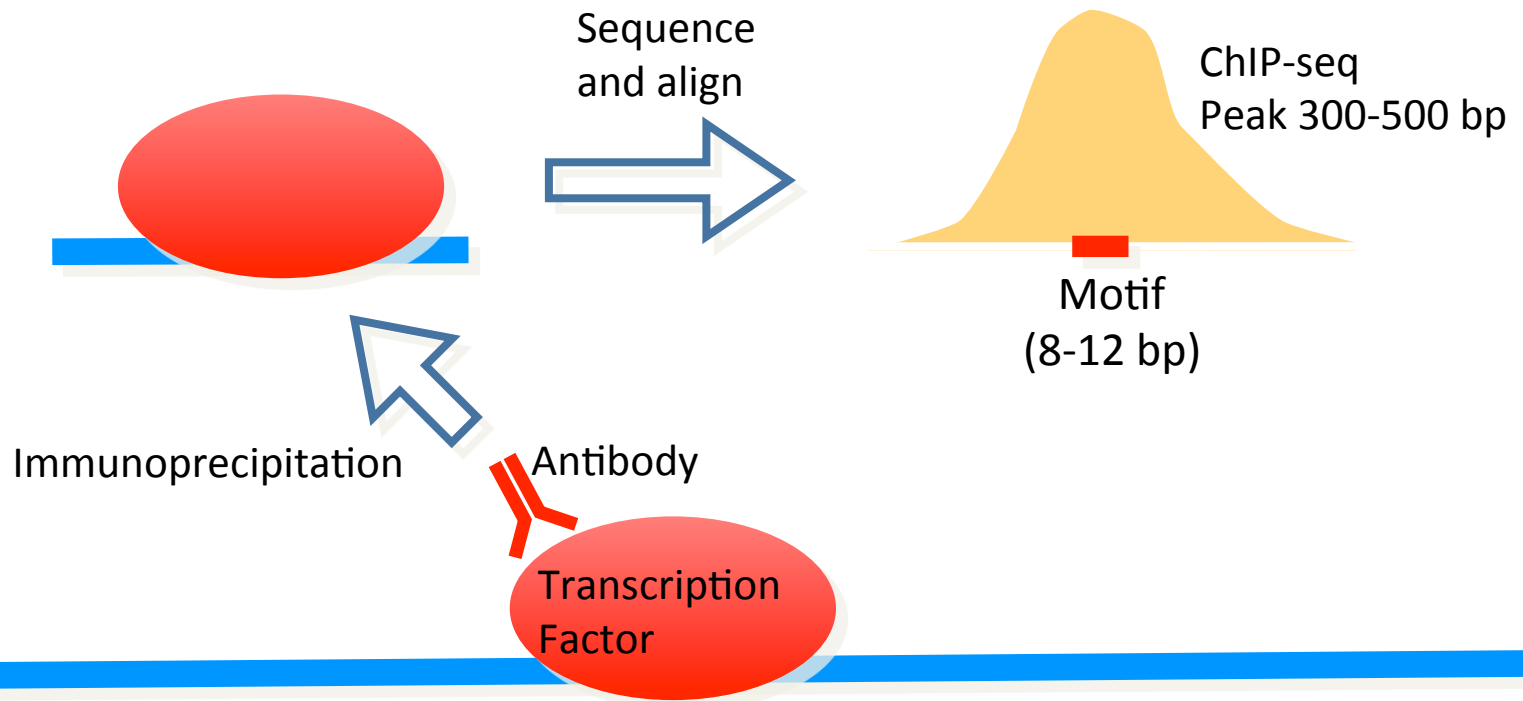 Sequence
and align
ChIP-seq
Peak 300-500 bp
Motif
(8-12 bp)
Immunoprecipitation
Antibody
Transcription
Factor